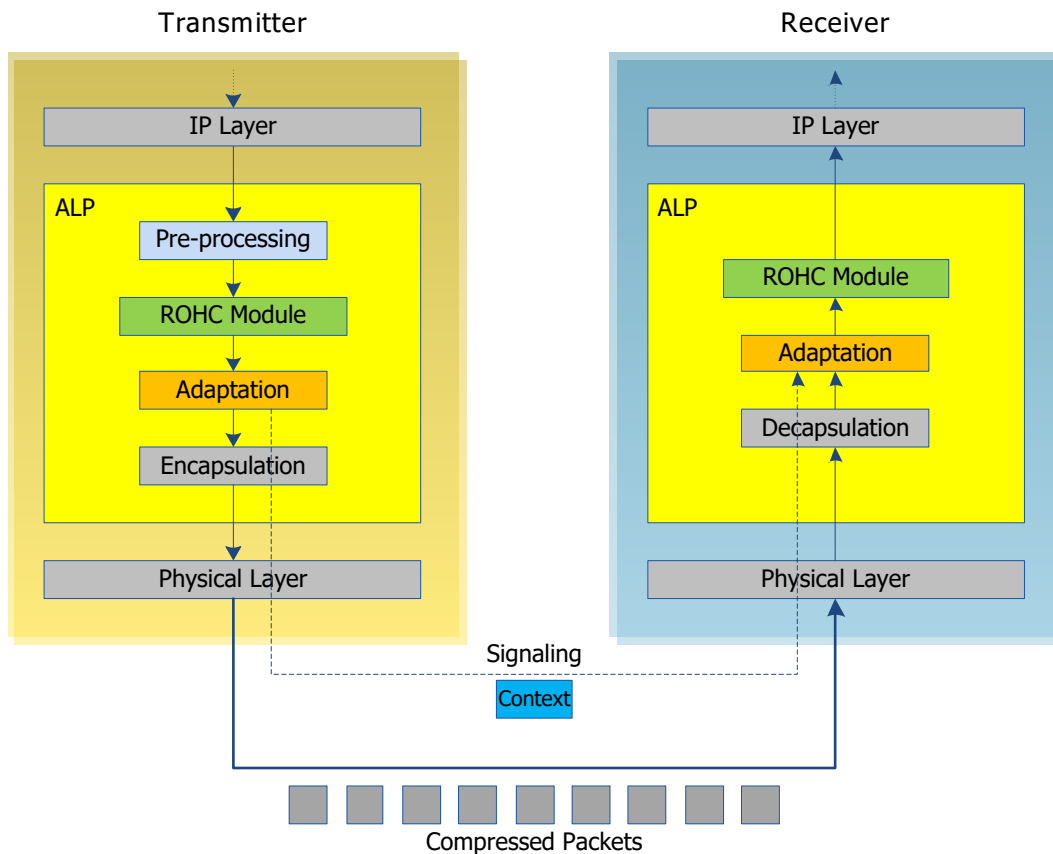 Transmitter
IP Layer
ALP
Pre-processing
ROHC Module
Adaptation
Encapsulation
Physical Layer
Receiver
IP Layer
ALP
ROHC Module
Adaptation
Decapsulation
Physical Layer
Signaling
Context
Compressed Packets